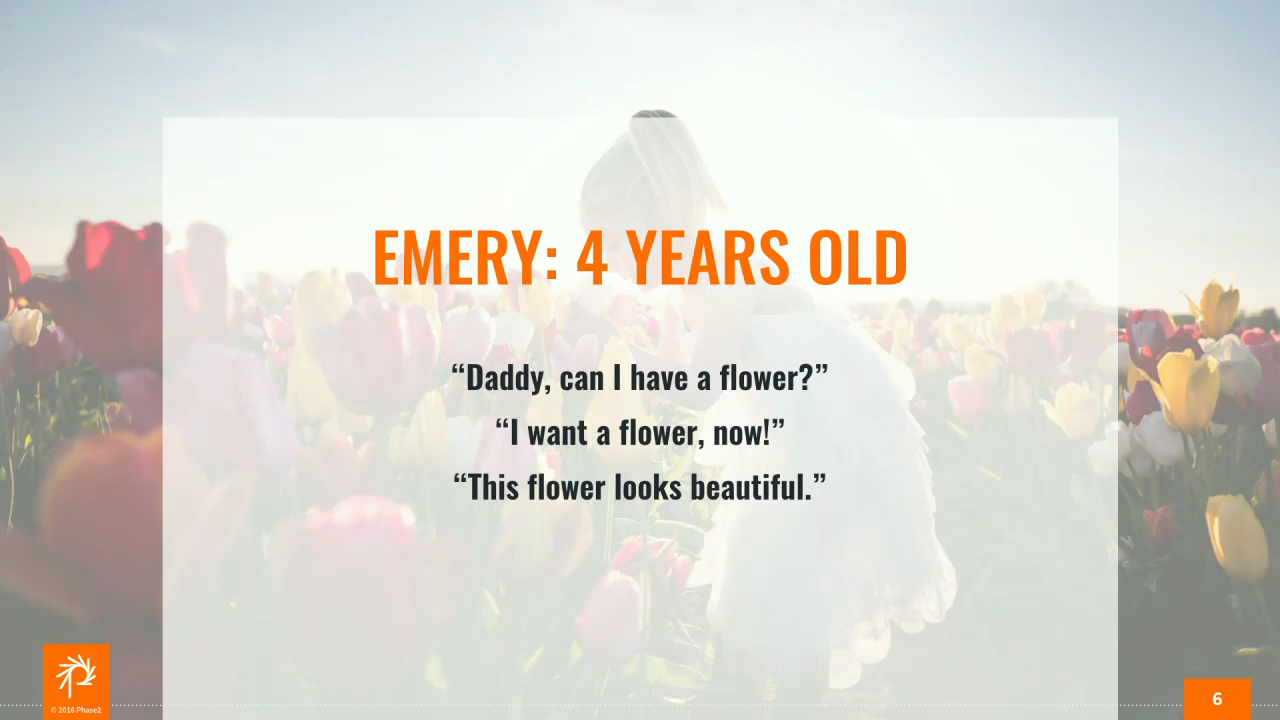 EMERY: 4 YEARS OLD
“Daddy, can I have a flower?”
“I want a flower, now!”
“This flower looks beautiful.”
© 2016 Phase2
6